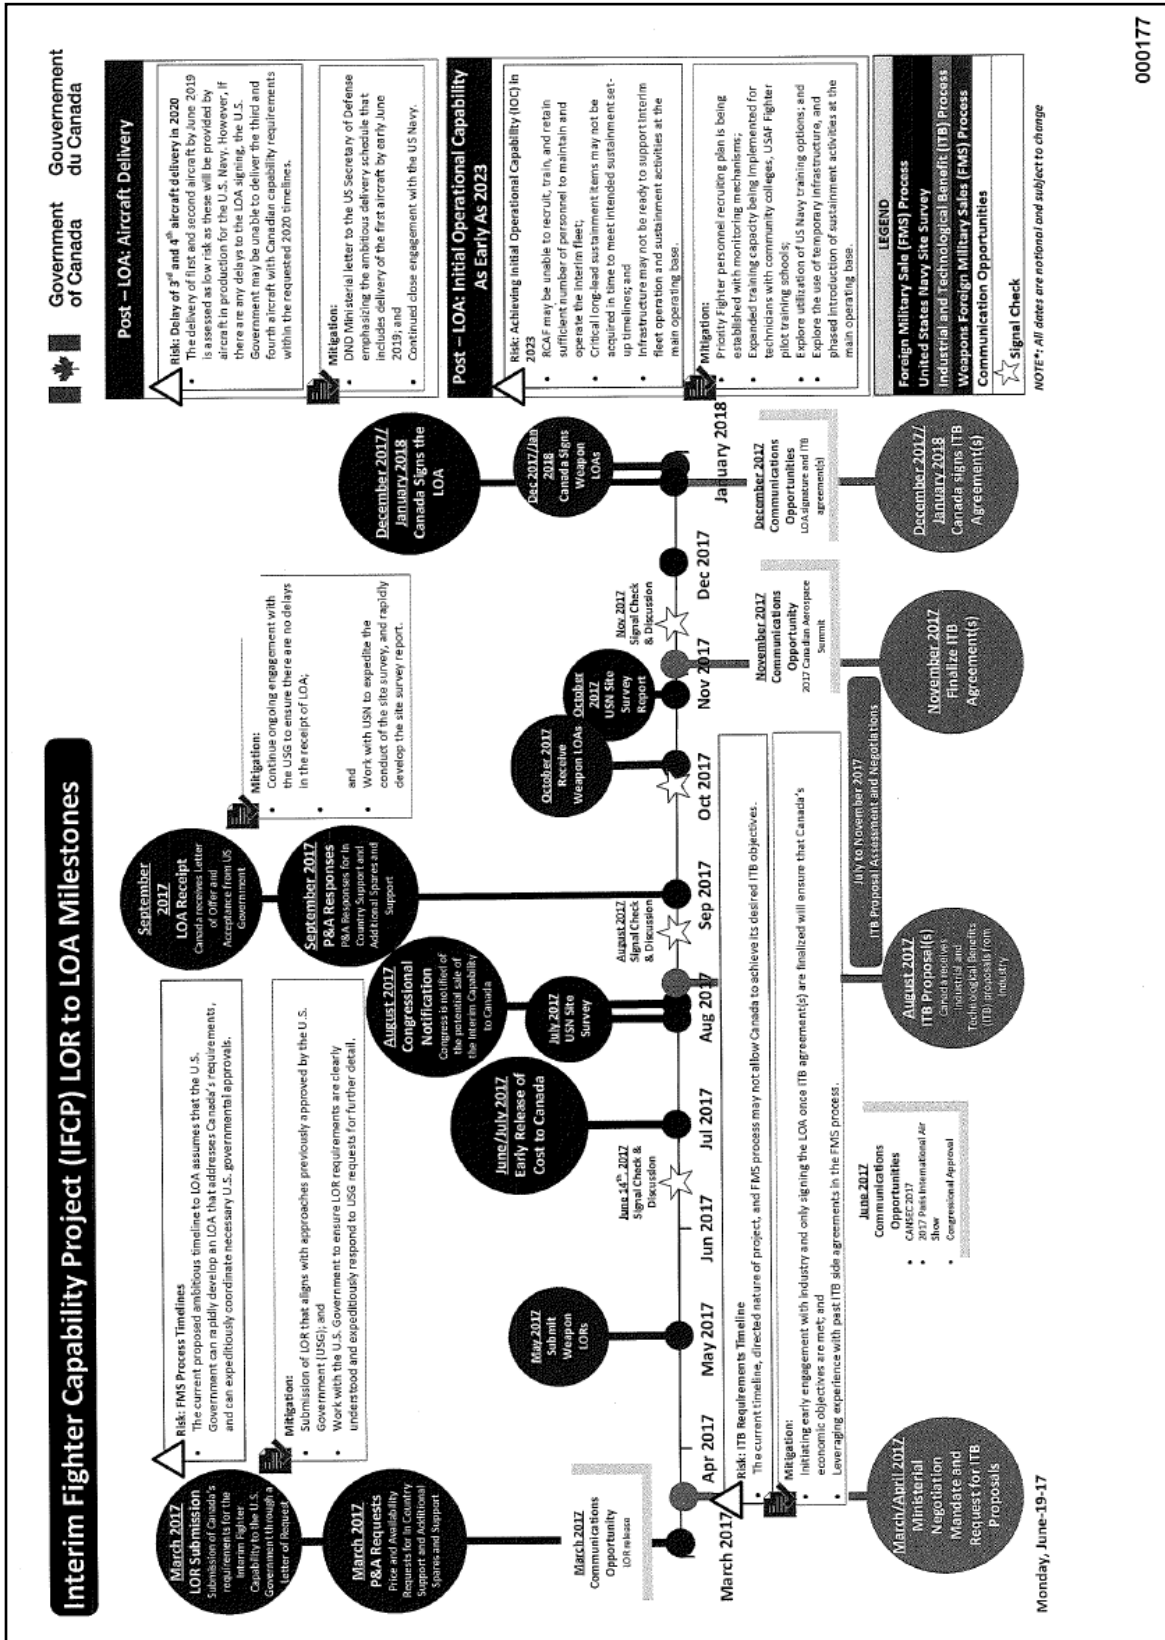 Interim Fighter Capability Project (IFCP) LOR to LOA Milestones
Government
of Canada
Gouvernement
du Canada
March 2017
LOR Submission
Submission of Canada's
requirements for the
Interim Fighter
Capability to the U.S.
Government through a
Letter of Request
March 2017
P&A Requests
Price and Availability
Requests for In Country
Support and Additional
Spares and Support
Risk: FMS Process Timelines
• The current proposed ambitious timeline to LOA assumes that the U.S.
Government can rapidly develop an LOA that addresses Canada's requirements,
and can expeditiously coordinate necessary U.S. governmental approvals.
Mitigation:
• Submission of LOR that aligns with approaches previously approved by the U.S.
Government (USG); and
• Work with the U.S. Government to ensure LOR requirements are clearly
understood and expeditiously respond to USG requests for further detail.
September
2017
LOA Receipt
Canada receives Letter
of Offer and
Acceptance from US
Government
September 2017
P&A Responses
P&A Responses for In
Country Support and
Additional Spares and
Support
Mitigation:
• Continue ongoing engagement with
the USG to ensure there are no delays
in the receipt of LOA;
•
and
• Work with USN to expedite the
conduct of the site survey, and rapidly
develop the site survey report.
August 2017
Congressional
Notification
Congress is notified of
the potential sale of
the Interim Capability
to Canada
June/July 2017
Early Release of
Cost to Canada
July 2017
USN Site
Survey
May 2017
Submit
Weapon
LORs
October 2017
Receive
Weapon LOAs
October
2017
USN Site
Survey
Report
December 2017/
January 2018
Canada Signs the
LOA
Dec 2017/Jan
2018
Canada Signs
Weapon
LOAs
March 2017
Communications
Opportunity
LOR release
June 14th, 2017
Signal Check &
Discussion
August 2017
Signal Check
& Discussion
Nov 2017
Signal Check
& Discussion
March 2017
Apr 2017
May 2017
Jun 2017
Jul 2017
Aug 2017
Sep 2017
Oct 2017
Nov 2017
Dec 2017
January 2018
Risk: ITB Requirements Timeline
• The current timeline, directed nature of project, and FMS process may not allow Canada to achieve its desired ITB objectives.
Mitigation:
• Initiating early engagement with industry and only signing the LOA once ITB agreement(s) are finalized will ensure that Canada's
economic objectives are met; and
• Leveraging experience with past ITB side agreements in the FMS process.
November 2017
Communications
Opportunity
2017 Canadian Aerospace
Summit
December 2017
Communications
Opportunities
LOA signature and ITB
agreement(s)
March/April 2017
Ministerial
Negotiation
Mandate and
Request for ITB
Proposals
June 2017
Communications
Opportunities
• CANSEC 2017
• 2017 Paris International Air
Show
• Congressional Approval
August 2017
ITB Proposal(s)
Canada receives
Industrial and
Technological Benefits
(ITB) proposals from
Industry
July to November 2017
ITB Proposal Assessment and Negotiations
November 2017
Finalize ITB
Agreement(s)
December 2017/
January 2018
Canada signs ITB
Agreement(s)
Post – LOA: Aircraft Delivery
Risk: Delay of 3rd and 4th aircraft delivery in 2020
• The delivery of first and second aircraft by June 2019
is assessed as low risk as these will be provided by
aircraft in production for the U.S. Navy. However, if
there are any delays to the LOA signing, the U.S.
Government may be unable to deliver the third and
fourth aircraft with Canadian capability requirements
within the requested 2020 timelines.
Mitigation:
• DND Ministerial letter to the US Secretary of Defense
emphasizing the ambitious delivery schedule that
includes delivery of the first aircraft by early June
2019; and
• Continued close engagement with the US Navy.
Post – LOA: Initial Operational Capability
As Early As 2023
Risk: Achieving Initial Operational Capability (IOC) in
2023
• RCAF may be unable to recruit, train, and retain
sufficient number of personnel to maintain and
operate the interim fleet;
• Critical long-lead sustainment items may not be
acquired in time to meet intended sustainment set-
up timelines; and
• Infrastructure may not be ready to support interim
fleet operation and sustainment activities at the
main operating base.
Mitigation:
• Priority Fighter personnel recruiting plan is being
established with monitoring mechanisms;
• Expanded training capacity being implemented for
technicians with community colleges, USAF Fighter
pilot training schools;
• Explore utilization of US Navy training options; and
• Explore the use of temporary infrastructure, and
phased introduction of sustainment activities at the
main operating base.
LEGEND
Foreign Military Sale (FMS) Process
United States Navy Site Survey
Industrial and Technological Benefit (ITB) Process
Weapons Foreign Military Sales (FMS) Process
Communication Opportunities
Signal Check
NOTE*: All dates are notional and subject to change
Monday, June-19-17
000177